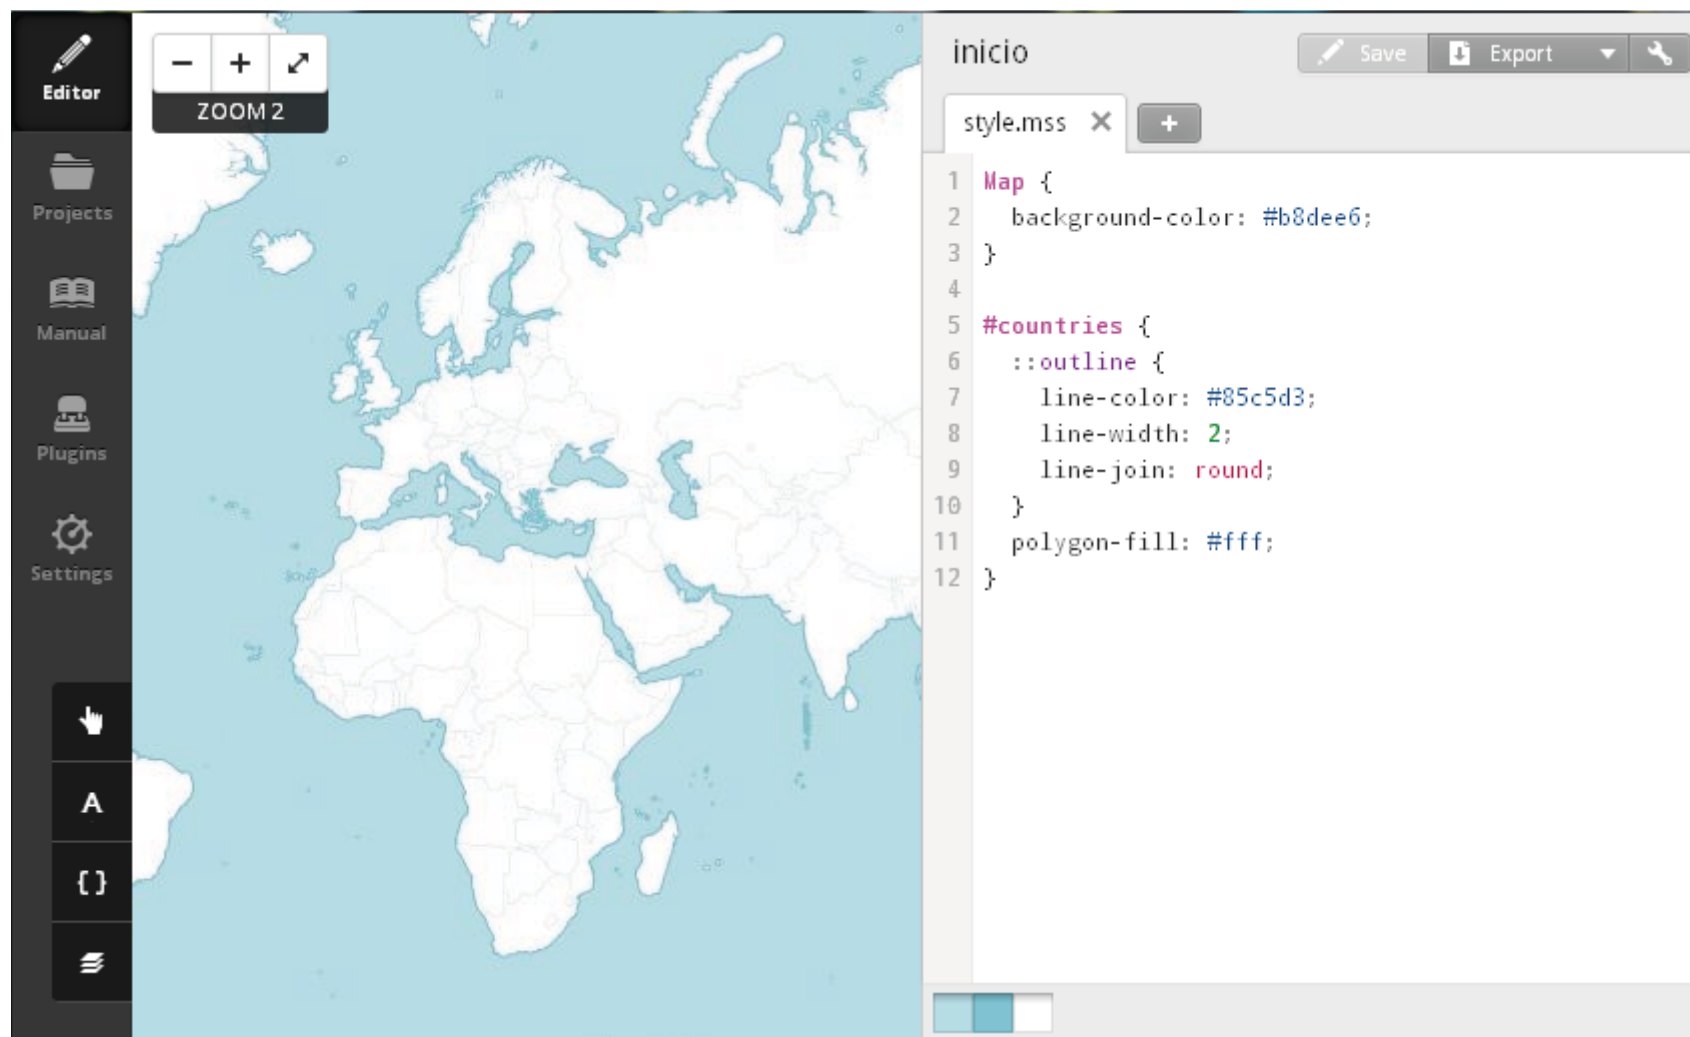 Editor
Projects
Manual
Plugins
Settings
A
{ }
− +
ZOOM 2
inicio
Save
Export
style.mss ×
+
1 Map {
2   background-color: #b8dee6;
3 }
4
5 #countries {
6   ::outline {
7     line-color: #85c5d3;
8     line-width: 2;
9     line-join: round;
10   }
11   polygon-fill: #fff;
12 }